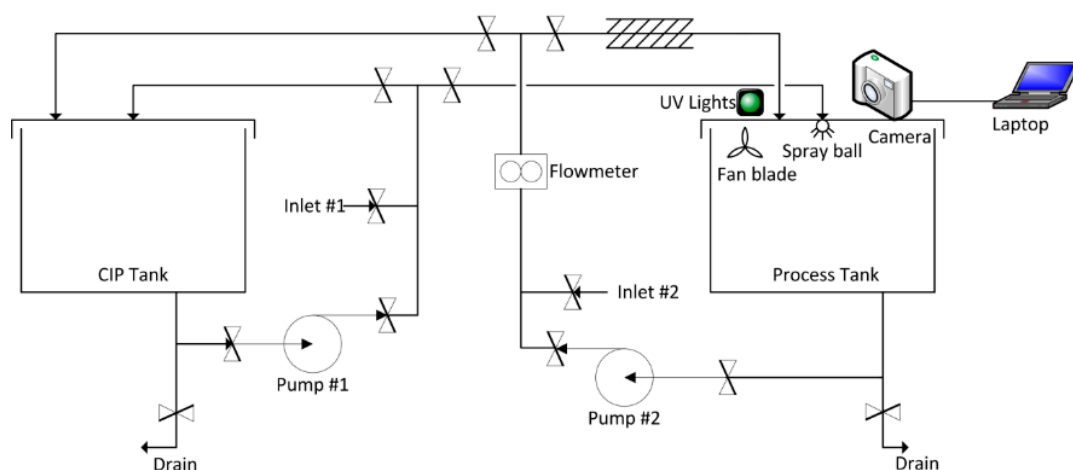 UV Lights
Laptop
Camera
Spray ball
Fan blade
Flowmeter
Inlet #1
CIP Tank
Process Tank
Inlet #2
Pump #1
Pump #2
Drain
Drain